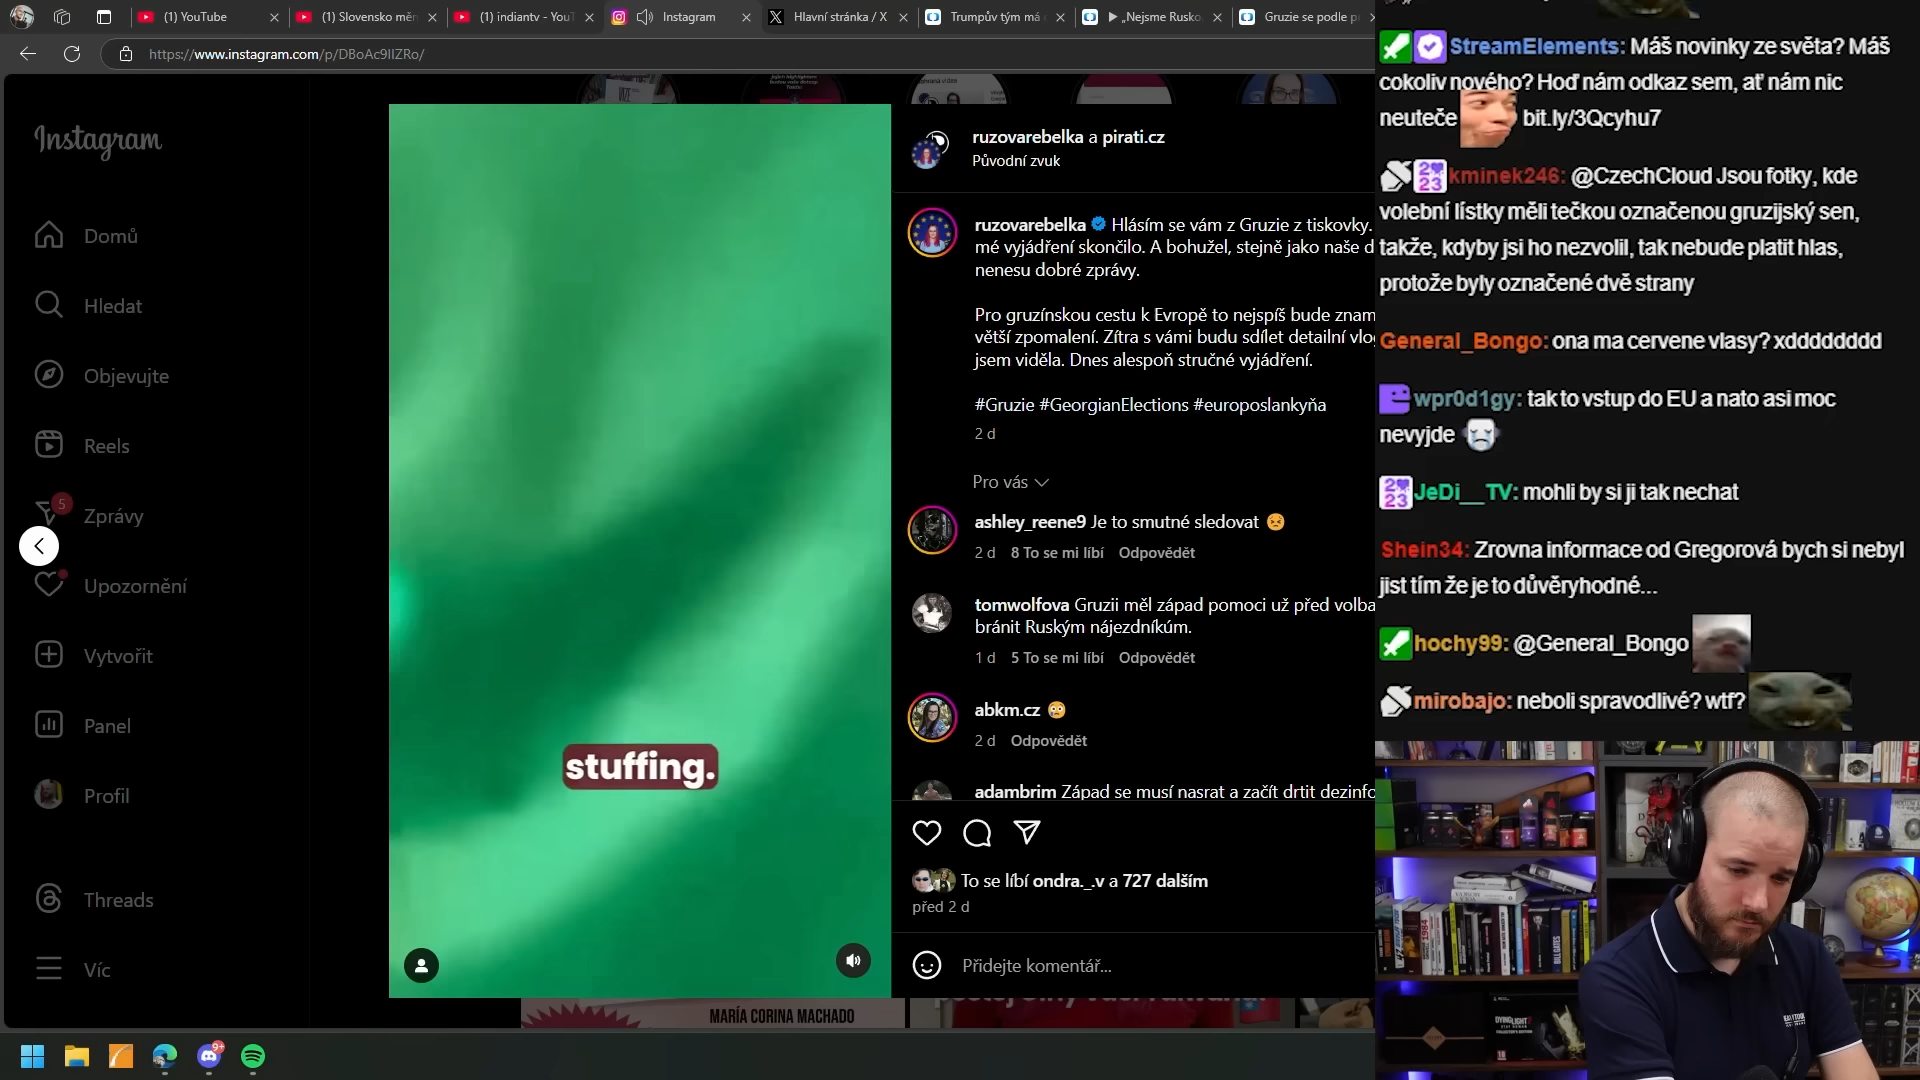 (1) YouTube
(1) Slovensko měn
(1) indiantv - YouT
Instagram
Hlavní stránka / X
Trumpův tým má
„Nejsme Rusko
Gruzie se podle p
https://www.instagram.com/p/DBoAc9IIZRo/
Instagram
Domů
Hledat
Objevujte
Reels
5
Zprávy
Upozornění
Vytvořit
Panel
Profil
Threads
Víc
stuffing.
MARÍA CORINA MACHADO
ruzovarebelka a pirati.cz
Původní zvuk
ruzovarebelka Hlásím se vám z Gruzie z tiskovky.
mé vyjádření skončilo. A bohužel, stejně jako naše d
nenesu dobré zprávy.
Pro gruzínskou cestu k Evropě to nejspíš bude znam
větší zpomalení. Zítra s vámi budu sdílet detailní vlo
jsem viděla. Dnes alespoň stručné vyjádření.
#Gruzie #GeorgianElections #europoslankyňa
2 d
Pro vás
ashley_reene9 Je to smutné sledovat
2 d 8 To se mi líbí Odpovědět
tomwolfova Gruzii měl západ pomoci už před volba
bránit Ruským nájezdníkúm.
1 d 5 To se mi líbí Odpovědět
abkm.cz
2 d Odpovědět
adambrim Západ se musí nasrat a začít drtit dezinfo
To se líbí ondra._.v a 727 dalším
před 2 d
Přidejte komentář...
StreamElements: Máš novinky ze světa? Máš
cokoliv nového? Hoď nám odkaz sem, ať nám nic
neuteče bit.ly/3Qcyhu7
kminek246: @CzechCloud Jsou fotky, kde
volební lístky měli tečkou označenou gruzijský sen,
takže, kdyby jsi ho nezvolil, tak nebude platit hlas,
protože byly označené dvě strany
General_Bongo: ona ma cervene vlasy? xdddddddd
wpr0d1gy: tak to vstup do EU a nato asi moc
nevyjde
JeDi__TV: mohli by si ji tak nechat
Shein34: Zrovna informace od Gregorová bych si nebyl
jist tím že je to důvěryhodné...
hochy99: @General_Bongo
mirobajo: neboli spravodlivé? wtf?
1984
DYING LIGHT 2
9+